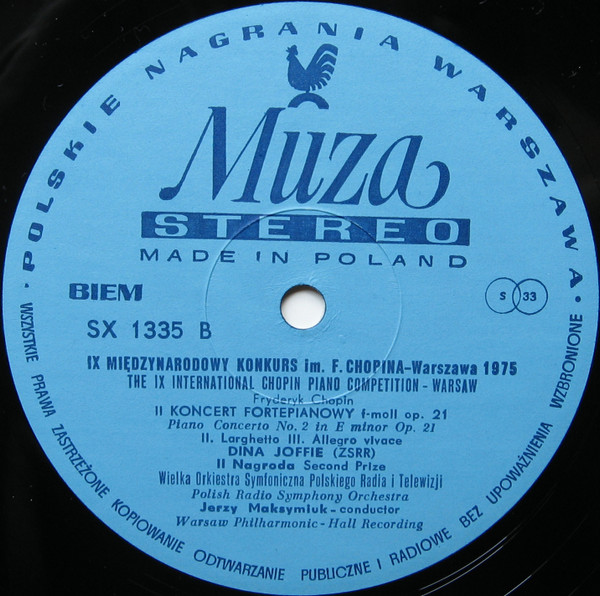 POLSKIE NAGRANIA WARSZAWA
Muza
STEREO
MADE IN POLAND
BIEM
S 33
SX 1335 B
IX MIĘDZYNARODOWY KONKURS im. F. CHOPINA-Warszawa 1975
THE IX INTERNATIONAL CHOPIN PIANO COMPETITION - WARSAW
Fryderyk Chopin
II KONCERT FORTEPIANOWY f-moll op. 21
Piano Concerto No. 2 in E minor Op. 21
II. Larghetto III. Allegro vivace
DINA JOFFIE (ZSRR)
II Nagroda Second Prize
Wielka Orkiestra Symfoniczna Polskiego Radia i Telewizji
Polish Radio Symphony Orchestra
Jerzy Maksymiuk - conductor
Warsaw Philharmonic - Hall Recording
WSZYSTKIE PRAWA ZASTRZEŻONE KOPIOWANIE ODTWARZANIE PUBLICZNE I RADIOWE BEZ UPOWAŻNIENIA WZBRONIONE